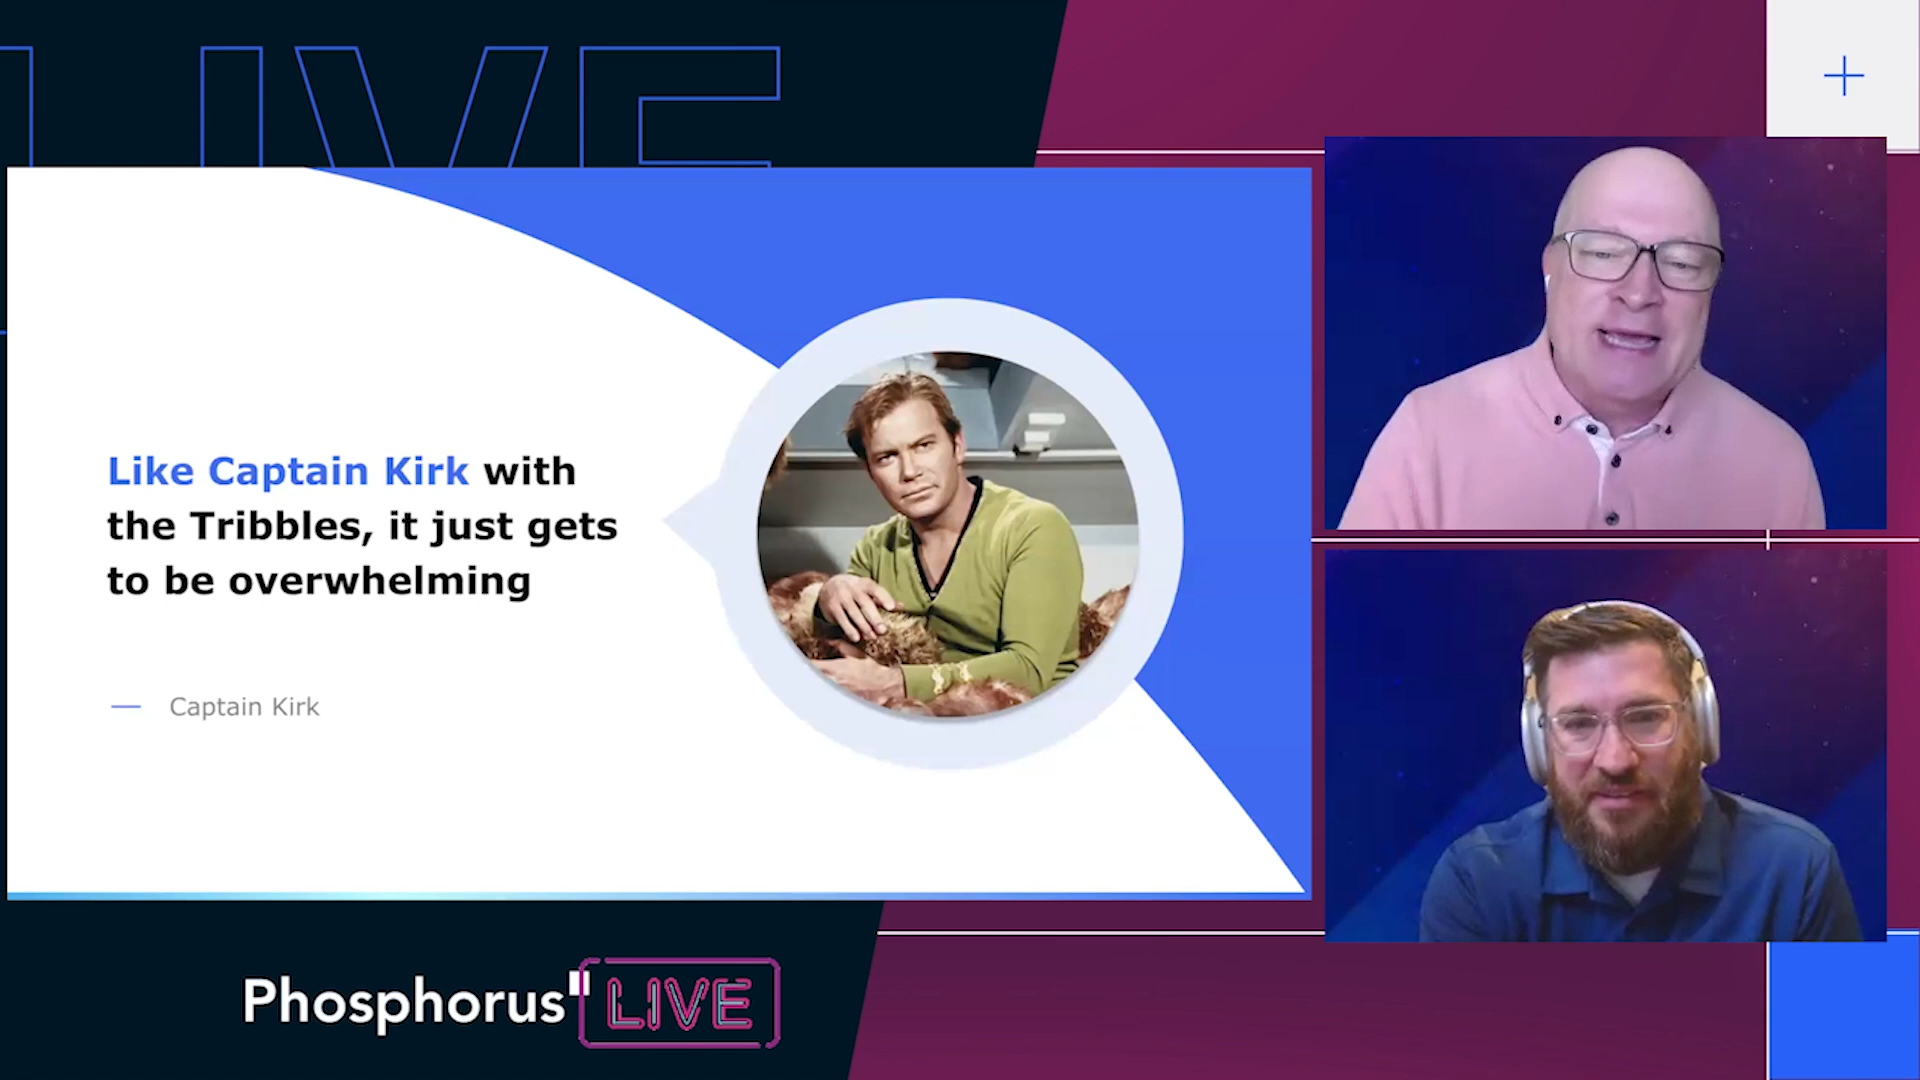 LIVE
Like Captain Kirk with
the Tribbles, it just gets
to be overwhelming
— Captain Kirk
Phosphorus LIVE